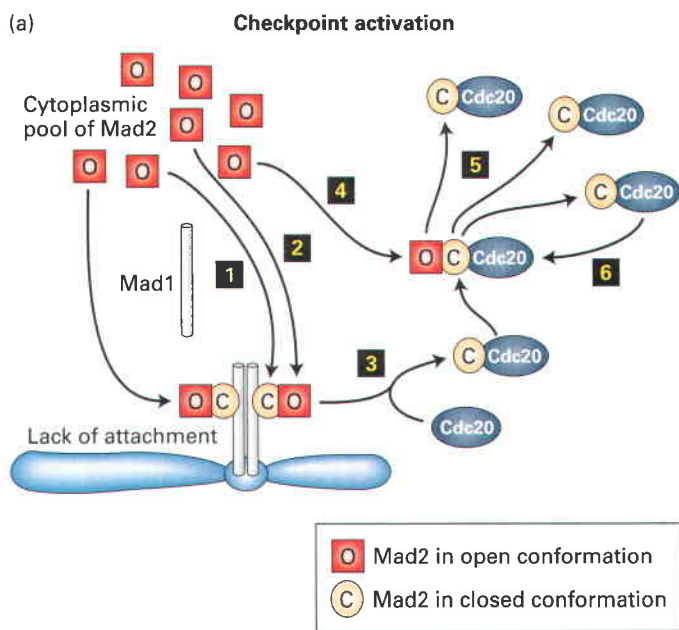 (a)
Checkpoint activation
O
O
O
O
O
O
O
O
Cytoplasmic
pool of Mad2
C Cdc20
C Cdc20
C Cdc20
5
4
2
1
6
Mad1
O C Cdc20
3
C Cdc20
O C
C O
Cdc20
Lack of attachment
O Mad2 in open conformation
C Mad2 in closed conformation